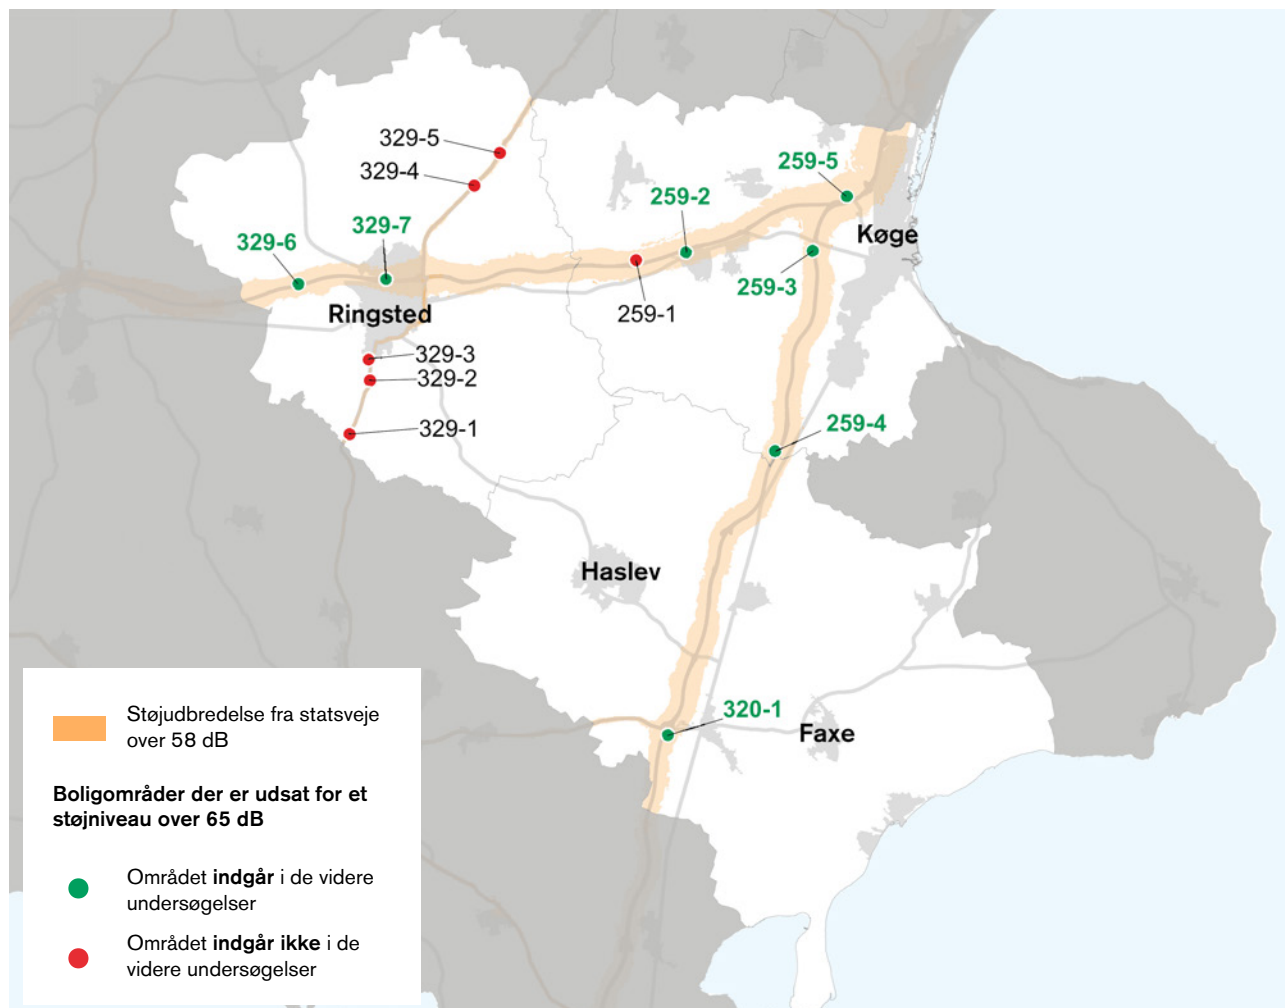 329-5
329-4
259-5
259-2
329-7
329-6
Køge
259-3
Ringsted
259-1
329-3
329-2
329-1
259-4
Haslev
320-1
Faxe
Støjudbredelse fra statsveje
over 58 dB
Boligområder der er udsat for et
støjniveau over 65 dB
Området indgår i de videre
undersøgelser
Området indgår ikke i de
videre undersøgelser